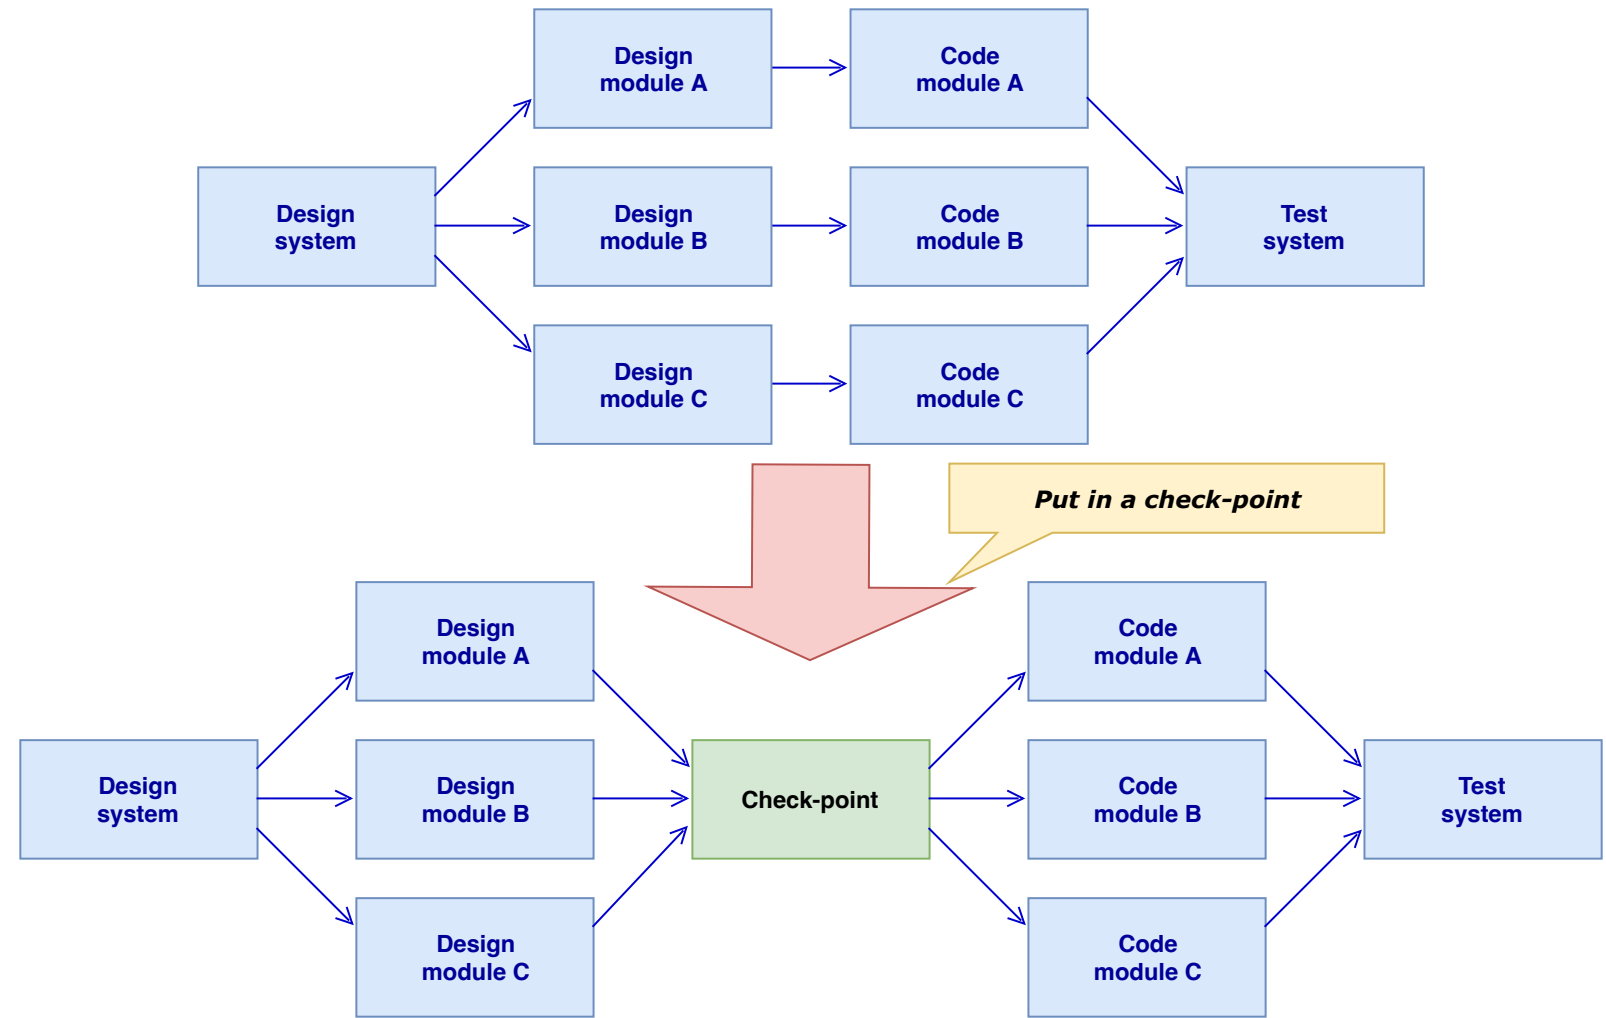 Design
module A
Code
module A
Design
system
Design
module B
Code
module B
Test
system
Design
module C
Code
module C
Put in a check-point
Design
module A
Code
module A
Design
system
Design
module B
Check-point
Code
module B
Test
system
Design
module C
Code
module C